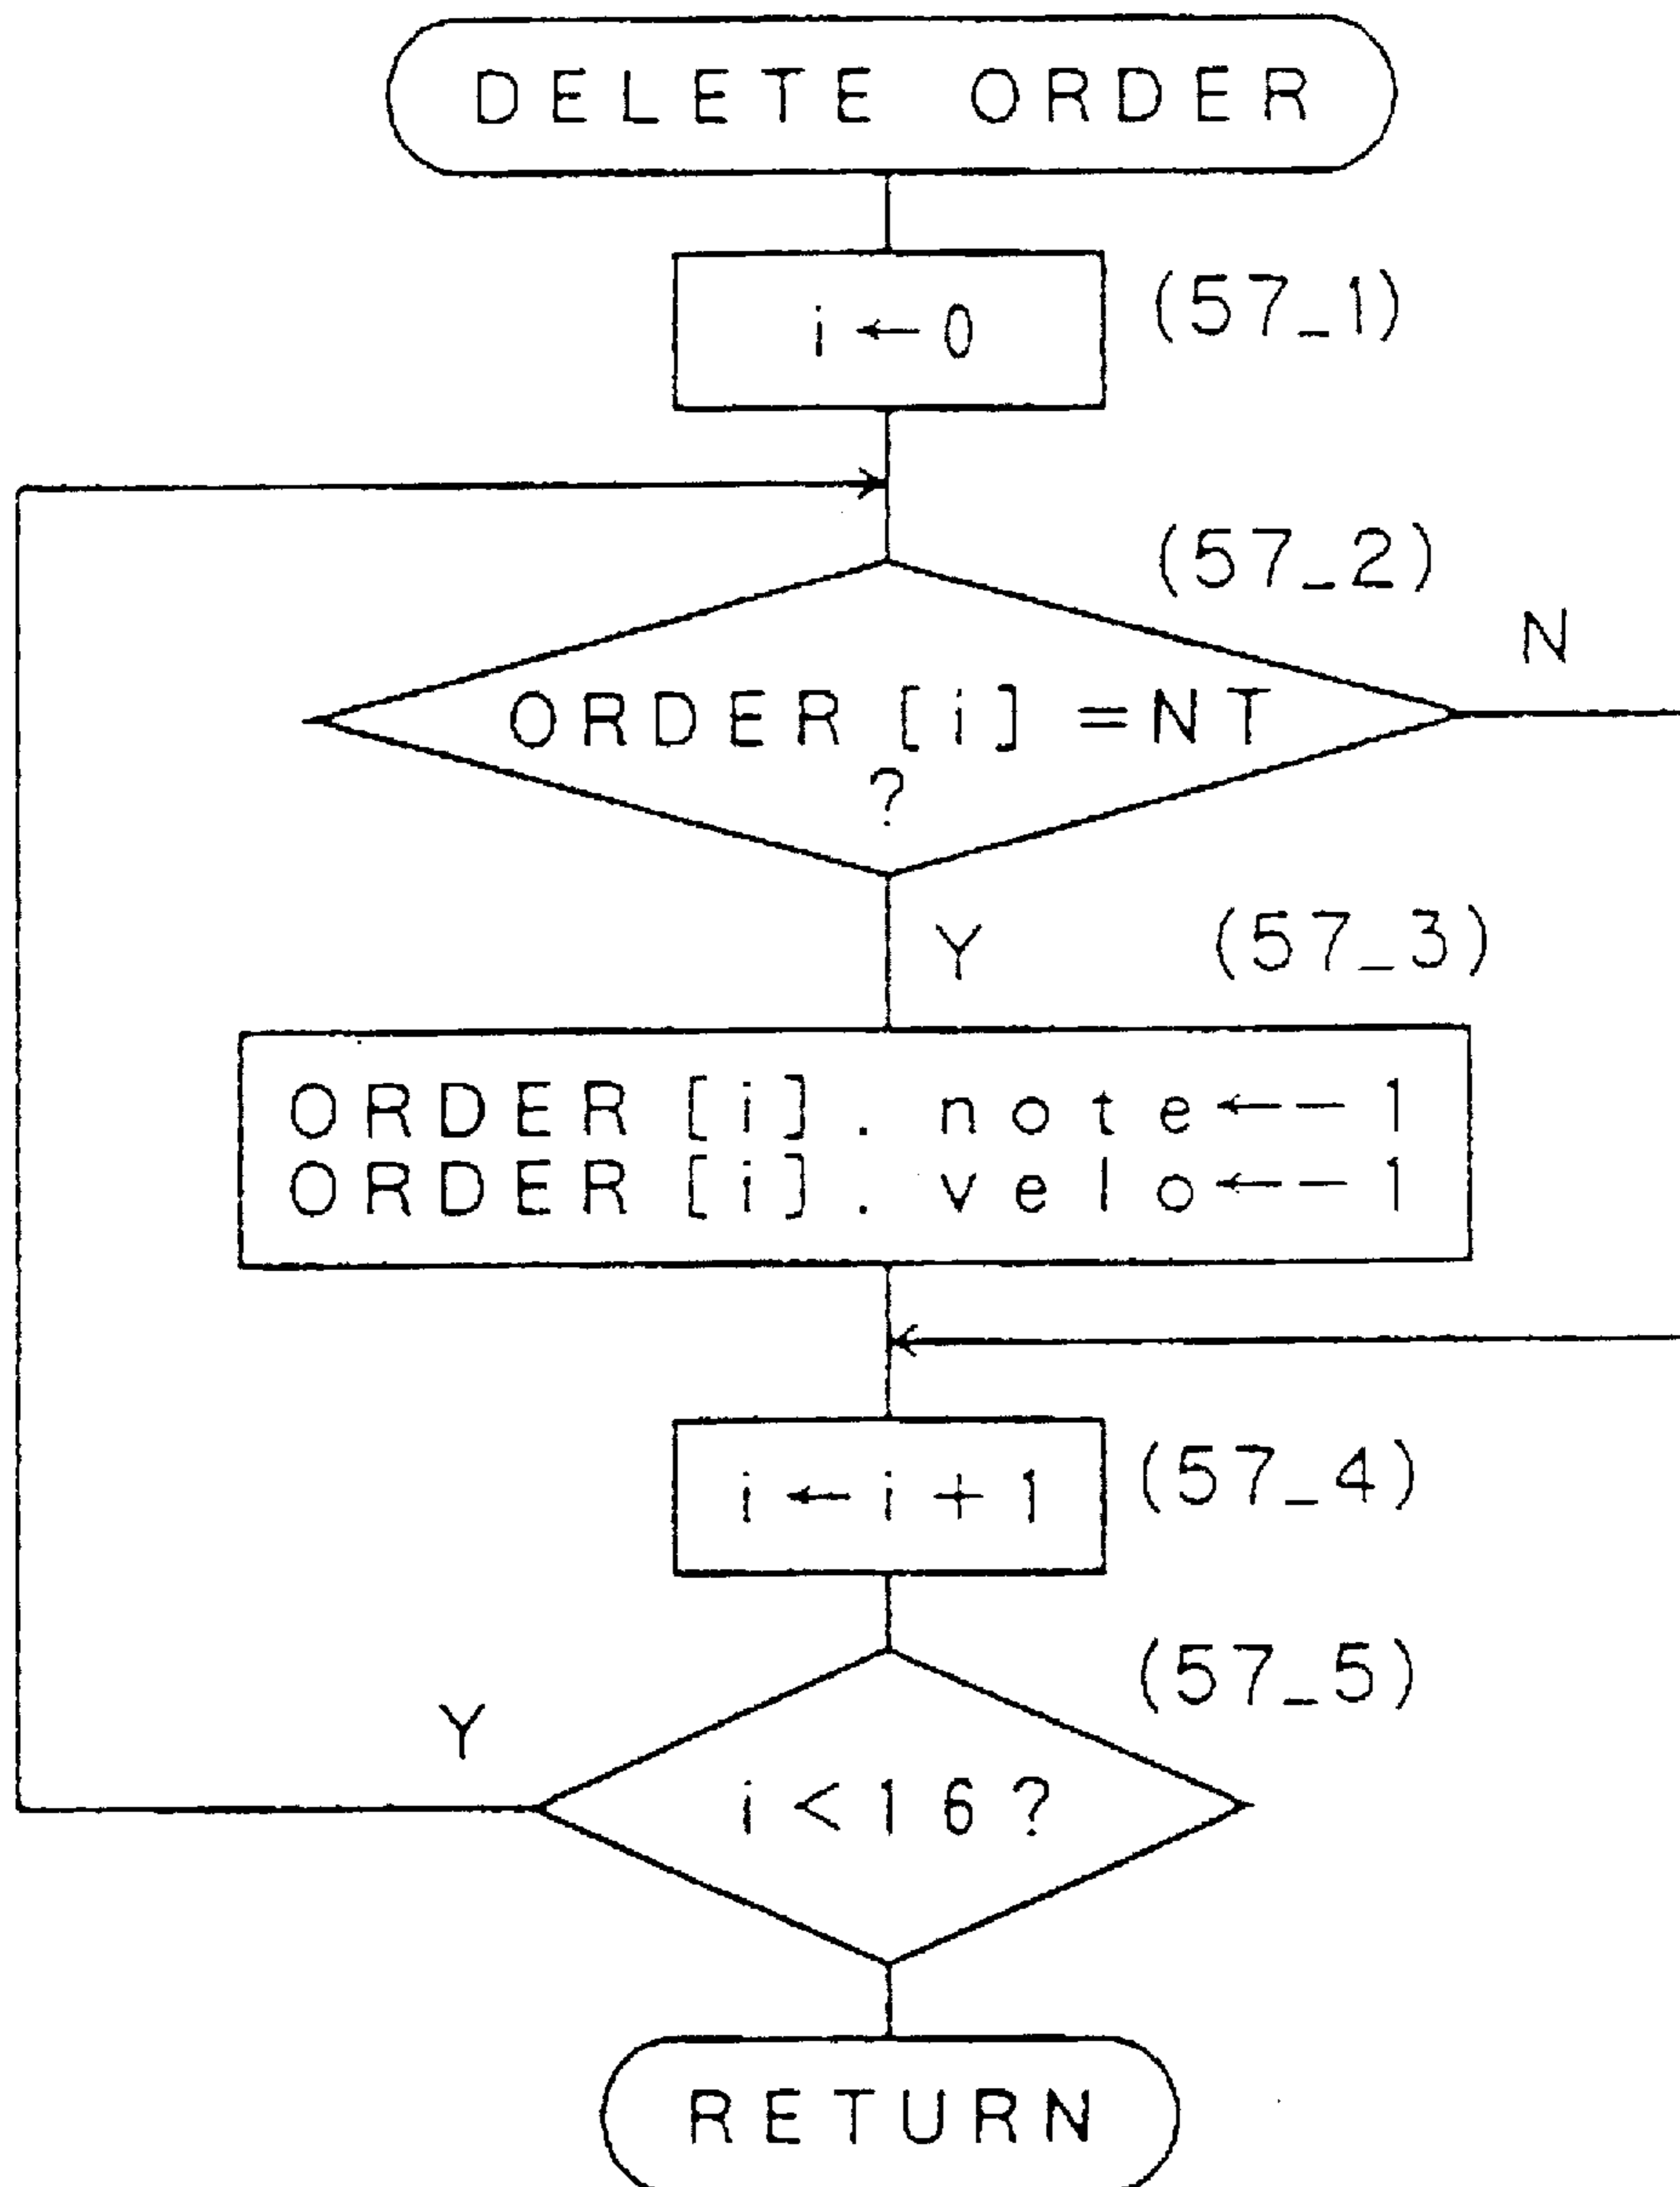 DELETE ORDER
i←0
(57_1)
(57_2)
N
ORDER[i]=NT
?
Y
(57_3)
ORDER[i].note←−1
ORDER[i].velo←−1
i←i+1
(57_4)
(57_5)
Y
i<16?
RETURN